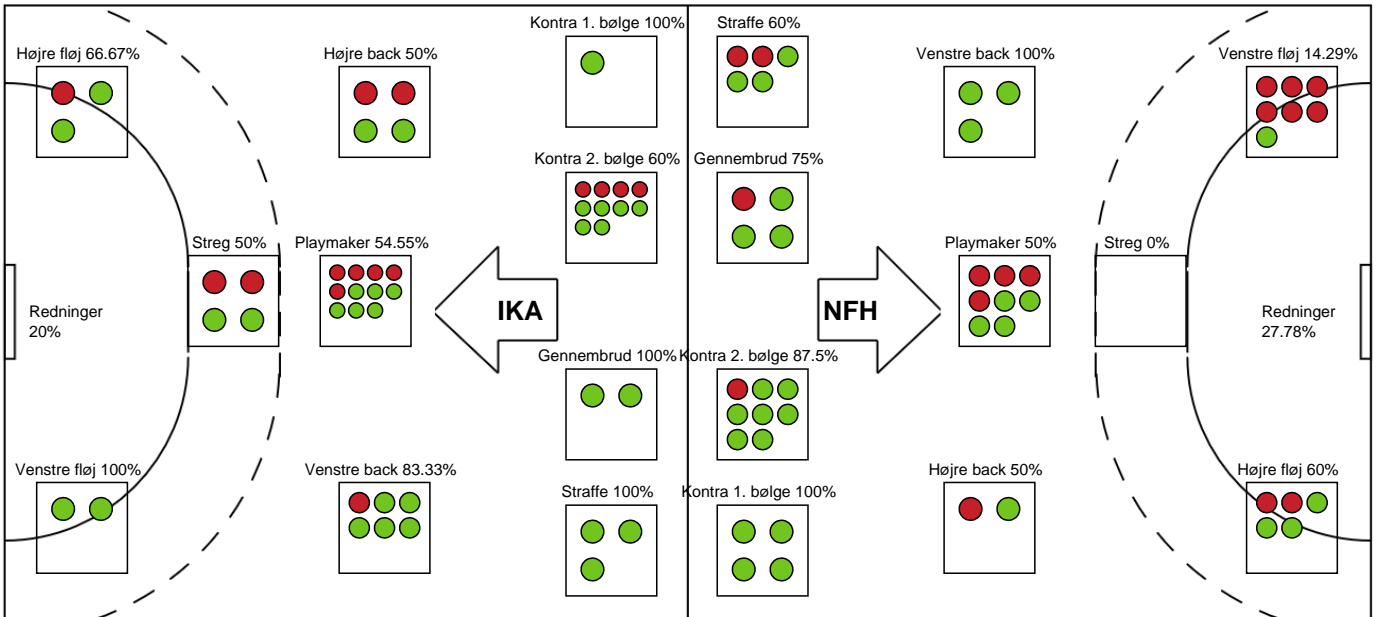 Kontra 1. bølge 100%
Straffe 60%
Højre fløj 66.67%
Højre back 50%
Venstre back 100%
Venstre fløj 14.29%
Kontra 2. bølge 60%
Gennembrud 75%
Streg 50%
Playmaker 54.55%
Playmaker 50%
Streg 0%
Redninger
20%
IKA
NFH
Redninger
27.78%
Gennembrud 100%
Kontra 2. bølge 87.5%
Venstre fløj 100%
Venstre back 83.33%
Højre back 50%
Højre fløj 60%
Straffe 100%
Kontra 1. bølge 100%